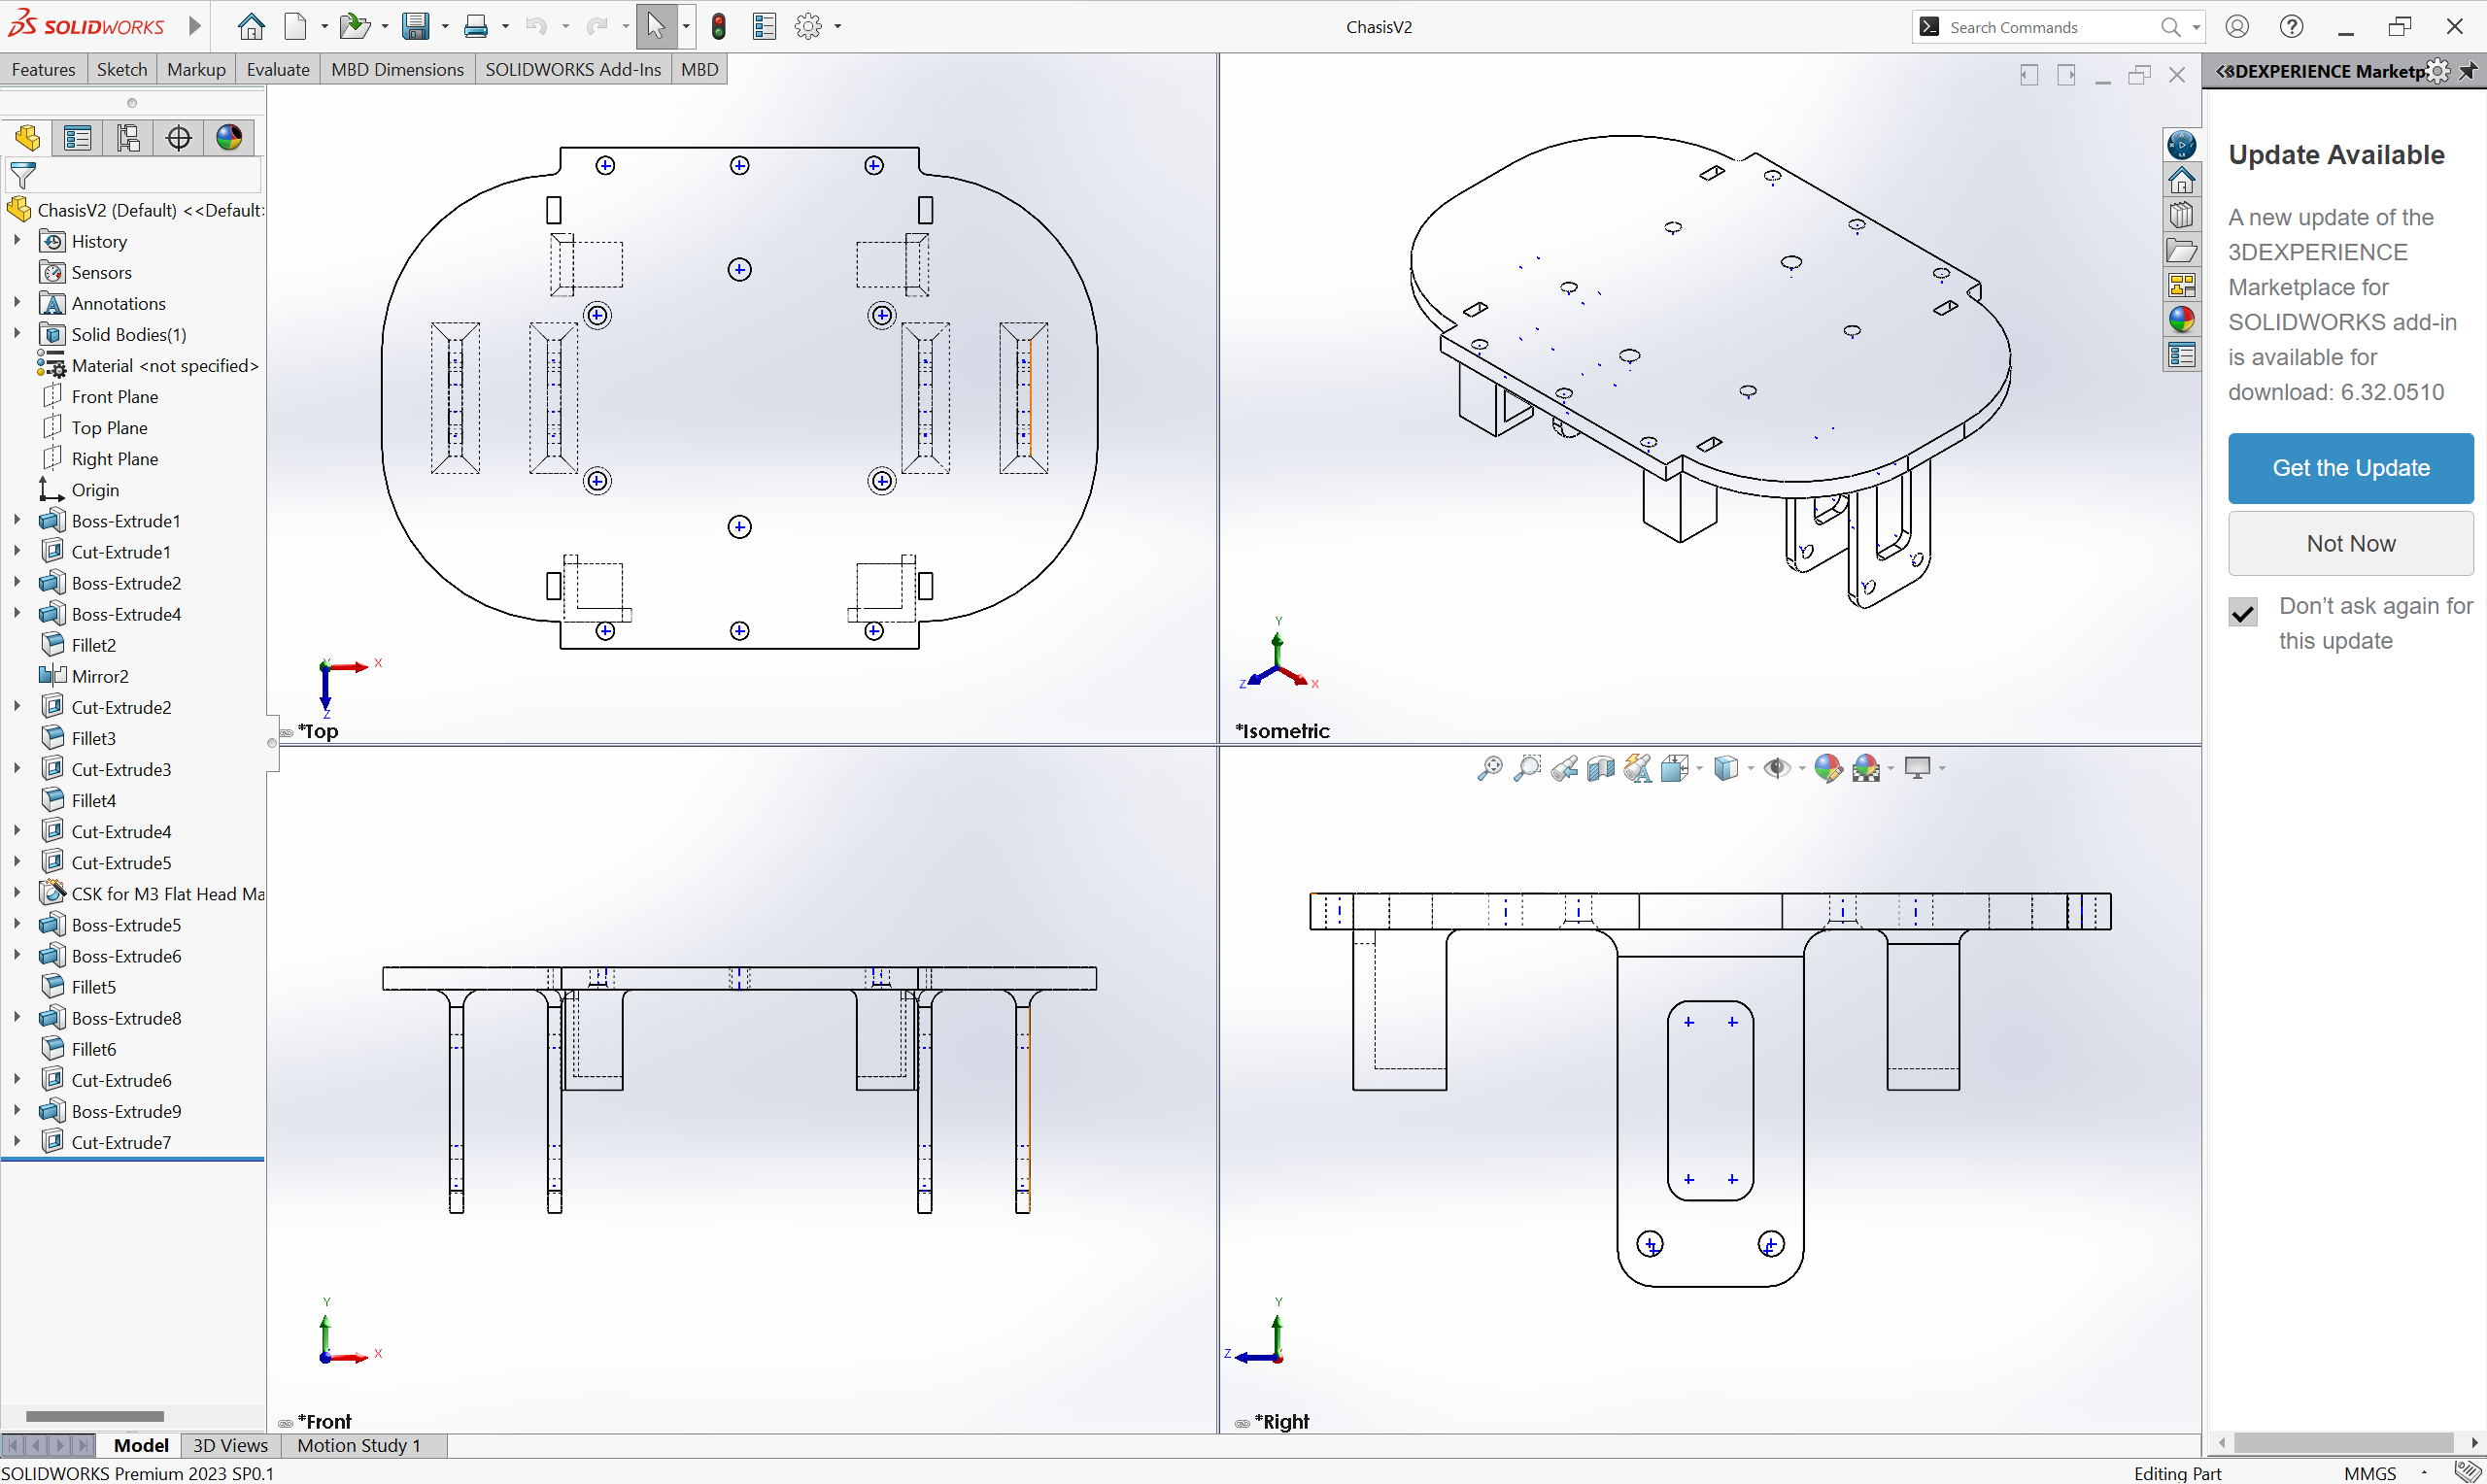 SOLIDWORKS
ChasisV2
Search Commands
Features
Sketch
Markup
Evaluate
MBD Dimensions
SOLIDWORKS Add-Ins
MBD
3DEXPERIENCE Marketp
ChasisV2 (Default) <<Default
History
Sensors
Annotations
Solid Bodies(1)
Material <not specified>
Front Plane
Top Plane
Right Plane
Origin
Boss-Extrude1
Cut-Extrude1
Boss-Extrude2
Boss-Extrude4
Fillet2
Mirror2
Cut-Extrude2
Fillet3
Cut-Extrude3
Fillet4
Cut-Extrude4
Cut-Extrude5
CSK for M3 Flat Head Ma
Boss-Extrude5
Boss-Extrude6
Fillet5
Boss-Extrude8
Fillet6
Cut-Extrude6
Boss-Extrude9
Cut-Extrude7
Y
X
Z
*Top
Y
Z
X
*Isometric
Y
X
*Front
Y
Z
*Right
Update Available
A new update of the
3DEXPERIENCE
Marketplace for
SOLIDWORKS add-in
is available for
download: 6.32.0510
Get the Update
Not Now
Don't ask again for
this update
Model
3D Views
Motion Study 1
SOLIDWORKS Premium 2023 SP0.1
Editing Part
MMGS